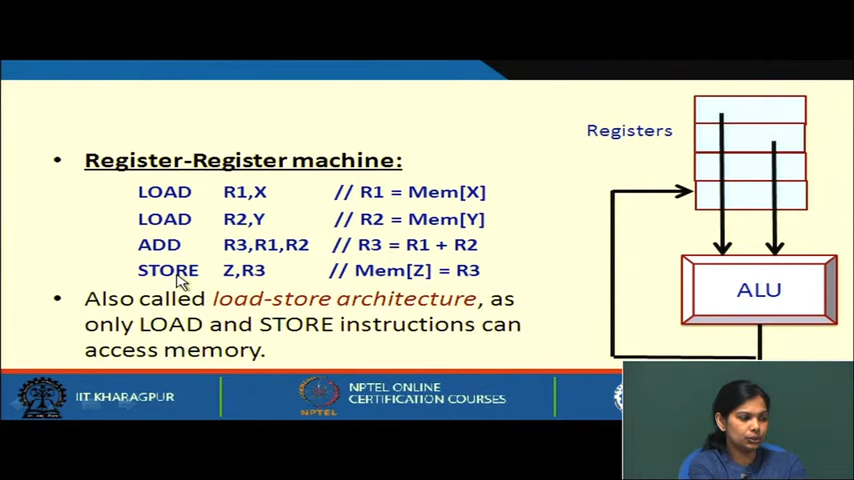 Registers
• Register-Register machine:
LOAD R1,X // R1 = Mem[X]
LOAD R2,Y // R2 = Mem[Y]
ADD R3,R1,R2 // R3 = R1 + R2
STORE Z,R3 // Mem[Z] = R3
• Also called load-store architecture, as
only LOAD and STORE instructions can
access memory.
ALU
IIT KHARAGPUR
NPTEL
NPTEL ONLINE
CERTIFICATION COURSES